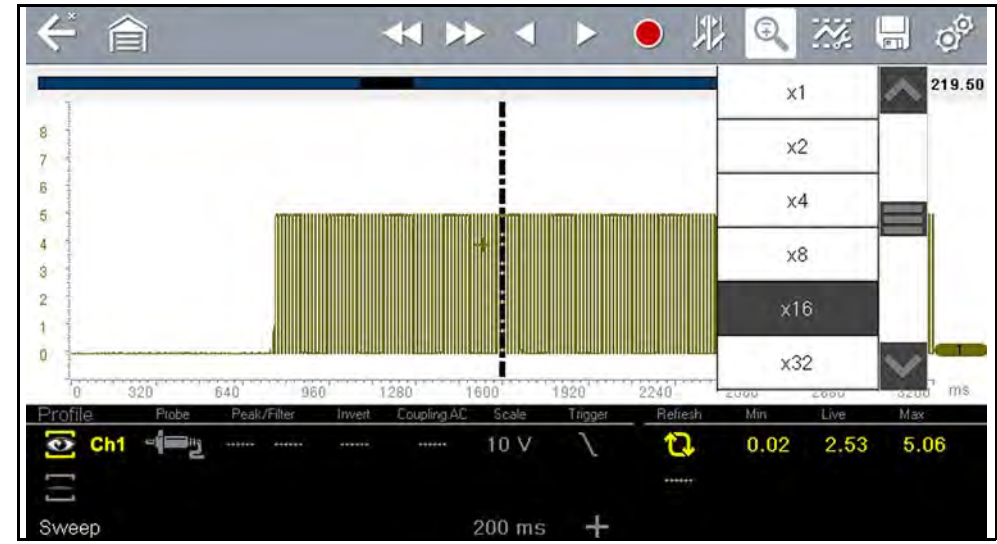 x1
219.50
x2
x4
x8
x16
x32
8
7
6
5
4
3
2
1
0
0 320 640 960 1280 1600 1920 2240 ms
1
Profile Probe Peak/Filter Invert Coupling AC Scale Trigger Refresh Min Live Max
Ch1 10 V 0.02 2.53 5.06
Sweep 200 ms